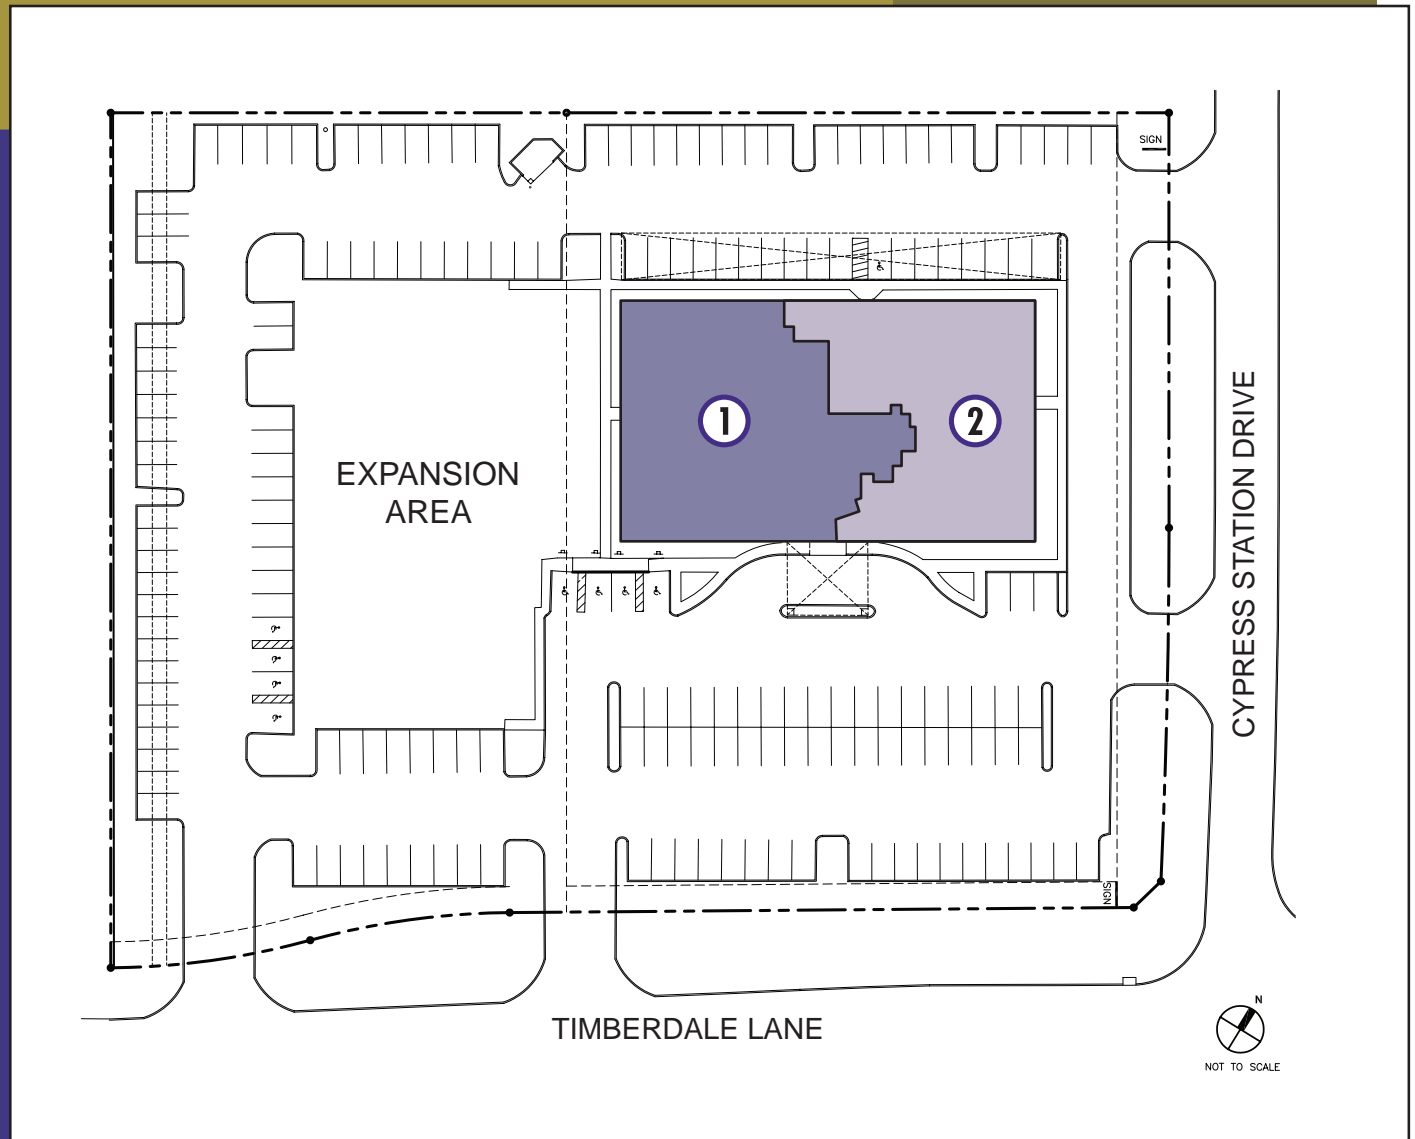 SIGN
1
2
EXPANSION
AREA
CYPRESS STATION DRIVE
SIGN
TIMBERDALE LANE
N
NOT TO SCALE